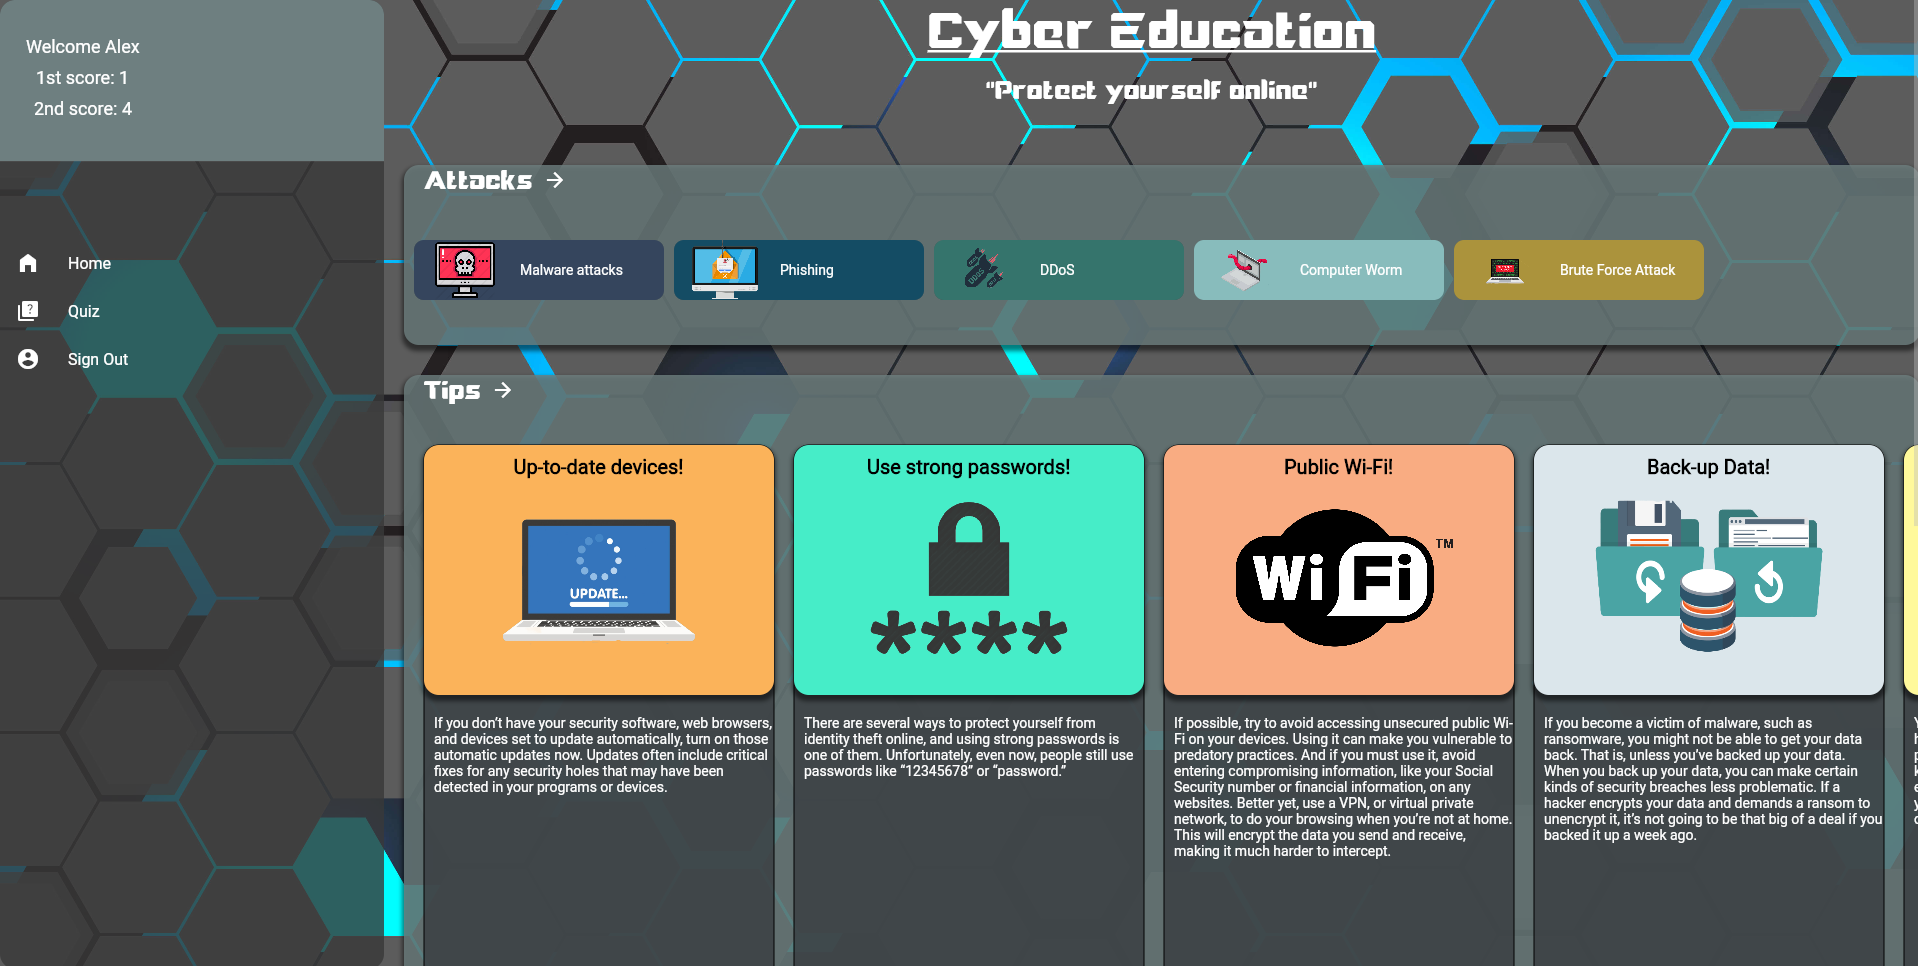 Welcome Alex
1st score: 1
2nd score: 4
Home
Quiz
Sign Out
Cyber Education
"Protect yourself online"
Attacks →
Malware attacks
Phishing
DDoS
Computer Worm
Brute Force Attack
Tips →
Up-to-date devices!
UPDATE...
If you don’t have your security software, web browsers,
and devices set to update automatically, turn on those
automatic updates now. Updates often include critical
fixes for any security holes that may have been
detected in your programs or devices.
Use strong passwords!
****
There are several ways to protect yourself from
identity theft online, and using strong passwords is
one of them. Unfortunately, even now, people still use
passwords like “12345678” or “password.”
Public Wi-Fi!
Wi Fi TM
If possible, try to avoid accessing unsecured public Wi-
Fi on your devices. Using it can make you vulnerable to
predatory practices. And if you must use it, avoid
entering compromising information, like your Social
Security number or financial information, on any
websites. Better yet, use a VPN, or virtual private
network, to do your browsing when you’re not at home.
This will encrypt the data you send and receive,
making it much harder to intercept.
Back-up Data!
If you become a victim of malware, such as
ransomware, you might not be able to get your data
back. That is, unless you’ve backed up your data.
When you back up your data, you can make certain
kinds of security breaches less problematic. If a
hacker encrypts your data and demands a ransom to
unencrypt it, it’s not going to be that big of a deal if you
backed it up a week ago.